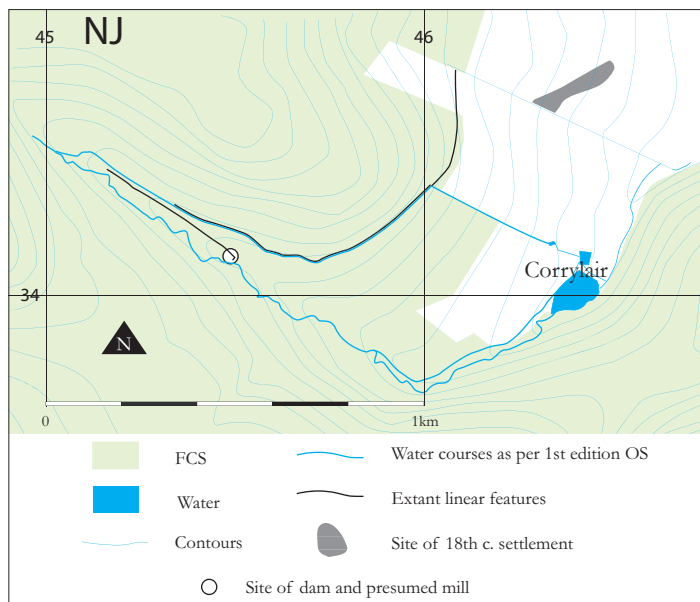 45
NJ
46
Corrylair
34
N
0
1km
FCS
Water courses as per 1st edition OS
Water
Extant linear features
Contours
Site of 18th c. settlement
Site of dam and presumed mill